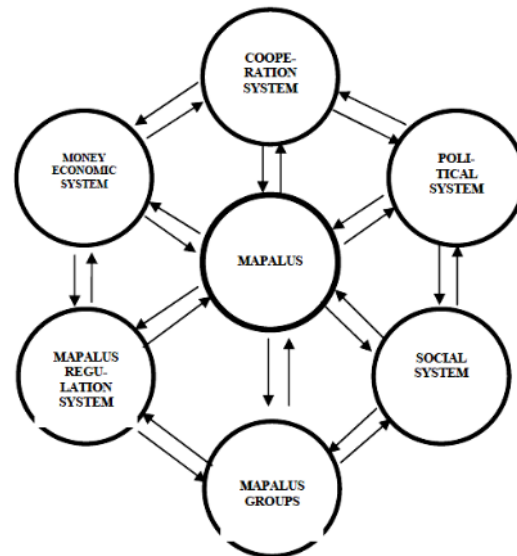 COOPE-
RATION
SYSTEM
MONEY
ECONOMIC
SYSTEM
POLI-
TICAL
SYSTEM
MAPALUS
MAPALUS
REGU-
LATION
SYSTEM
SOCIAL
SYSTEM
MAPALUS
GROUPS